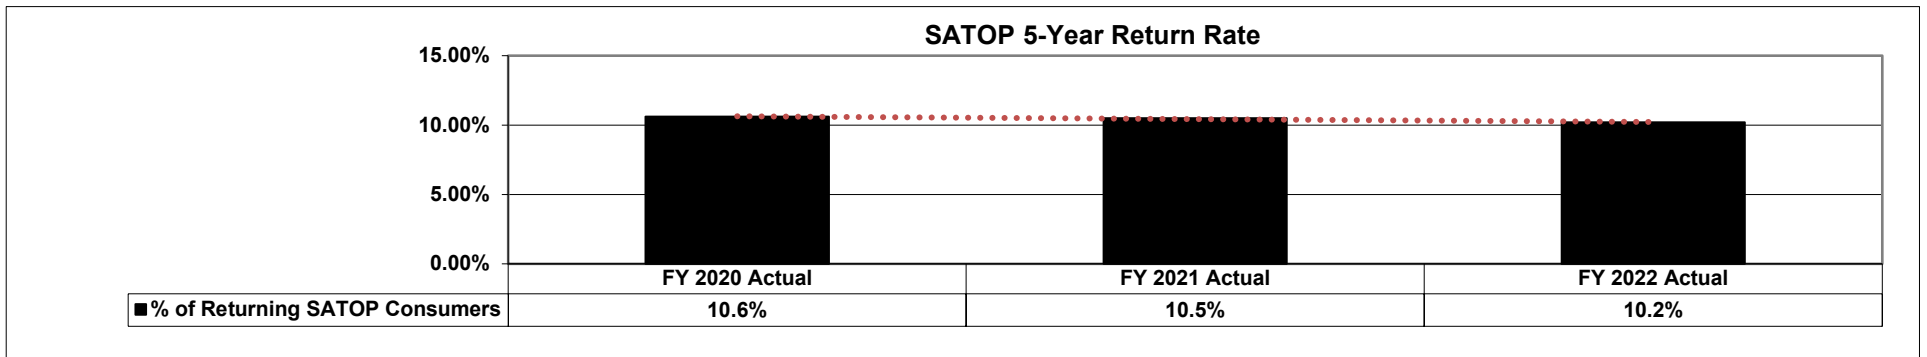 SATOP 5-Year Return Rate
15.00%
10.00%
5.00%
0.00%
FY 2020 Actual FY 2021 Actual FY 2022 Actual
% of Returning SATOP Consumers 10.6% 10.5% 10.2%